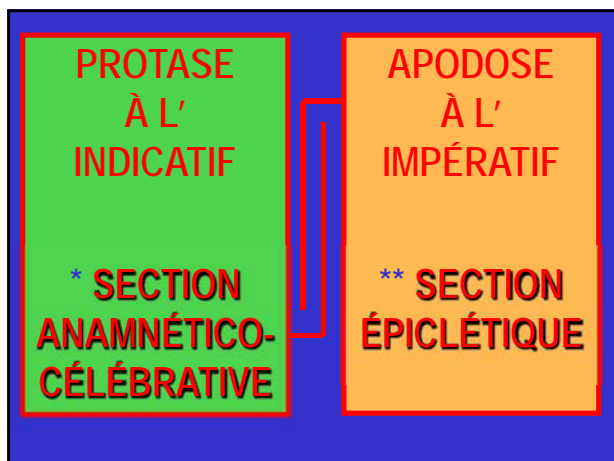 PROTASE
À L’
INDICATIF
* SECTION
ANAMNÉTICO-
CÉLÉBRATIVE
APODOSE
À L’
IMPÉRATIF
** SECTION
ÉPICLÉTIQUE